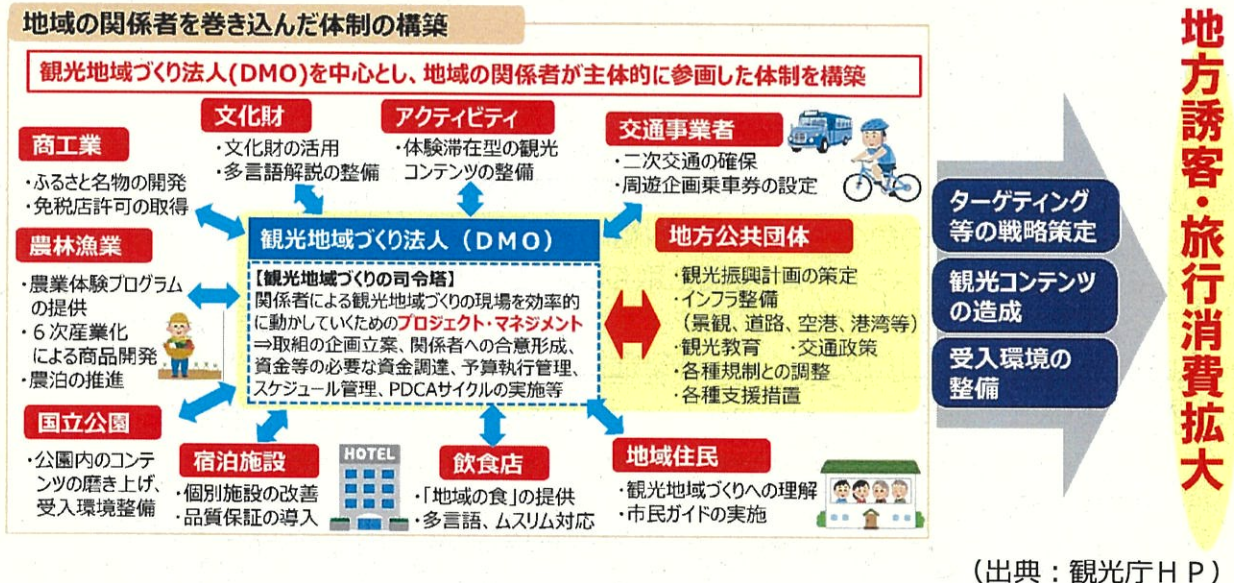 地域の関係者を巻き込んだ体制の構築
観光地域づくり法人(DMO)を中心とし、地域の関係者が主体的に参画した体制を構築
商工業
・ふるさと名物の開発
・免税店許可の取得
文化財
・文化財の活用
・多言語解説の整備
アクティビティ
・体験滞在型の観光
コンテンツの整備
交通事業者
・二次交通の確保
・周遊企画乗車券の設定
農林漁業
・農業体験プログラム
の提供
・6次産業化
による商品開発
・農泊の推進
観光地域づくり法人（DMO）
【観光地域づくりの司令塔】
関係者による観光地域づくりの現場を効率的
に動かしていくためのプロジェクト・マネジメント
⇒取組の企画立案、関係者への合意形成、
資金等の必要な資金調達、予算執行管理、
スケジュール管理、PDCAサイクルの実施等
地方公共団体
・観光振興計画の策定
・インフラ整備
（景観、道路、空港、港湾等）
・観光教育　・交通政策
・各種規制との調整
・各種支援措置
国立公園
・公園内のコンテ
ンツの磨き上げ、
受入環境整備
宿泊施設
・個別施設の改善
・品質保証の導入
HOTEL
飲食店
・「地域の食」の提供
・多言語、ムスリム対応
地域住民
・観光地域づくりへの理解
・市民ガイドの実施
ターゲティング
等の戦略策定
観光コンテンツ
の造成
受入環境の
整備
地方誘客・旅行消費拡大
（出典：観光庁HP）